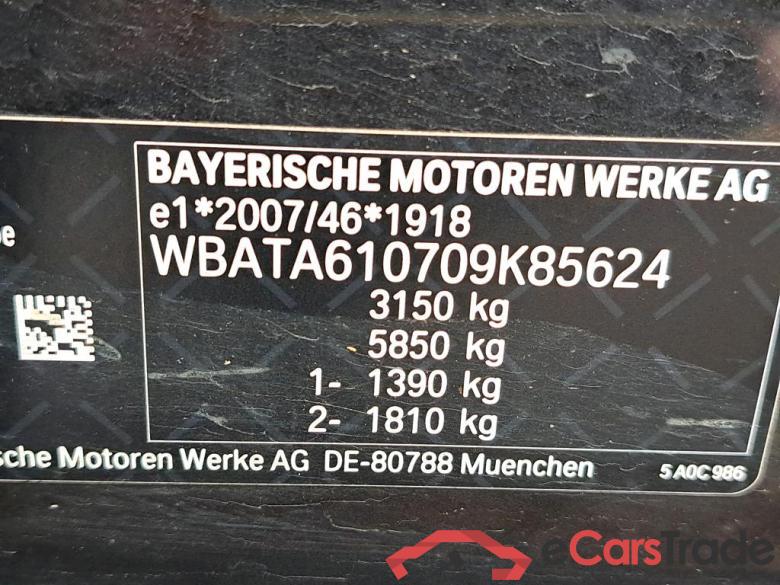 BAYERISCHE MOTOREN WERKE AG
e1*2007/46*1918
WBATA610709K85624
3150 kg
5850 kg
1- 1390 kg
2- 1810 kg
sche Motoren Werke AG DE-80788 Muenchen
5A0C986
eCarsTrade